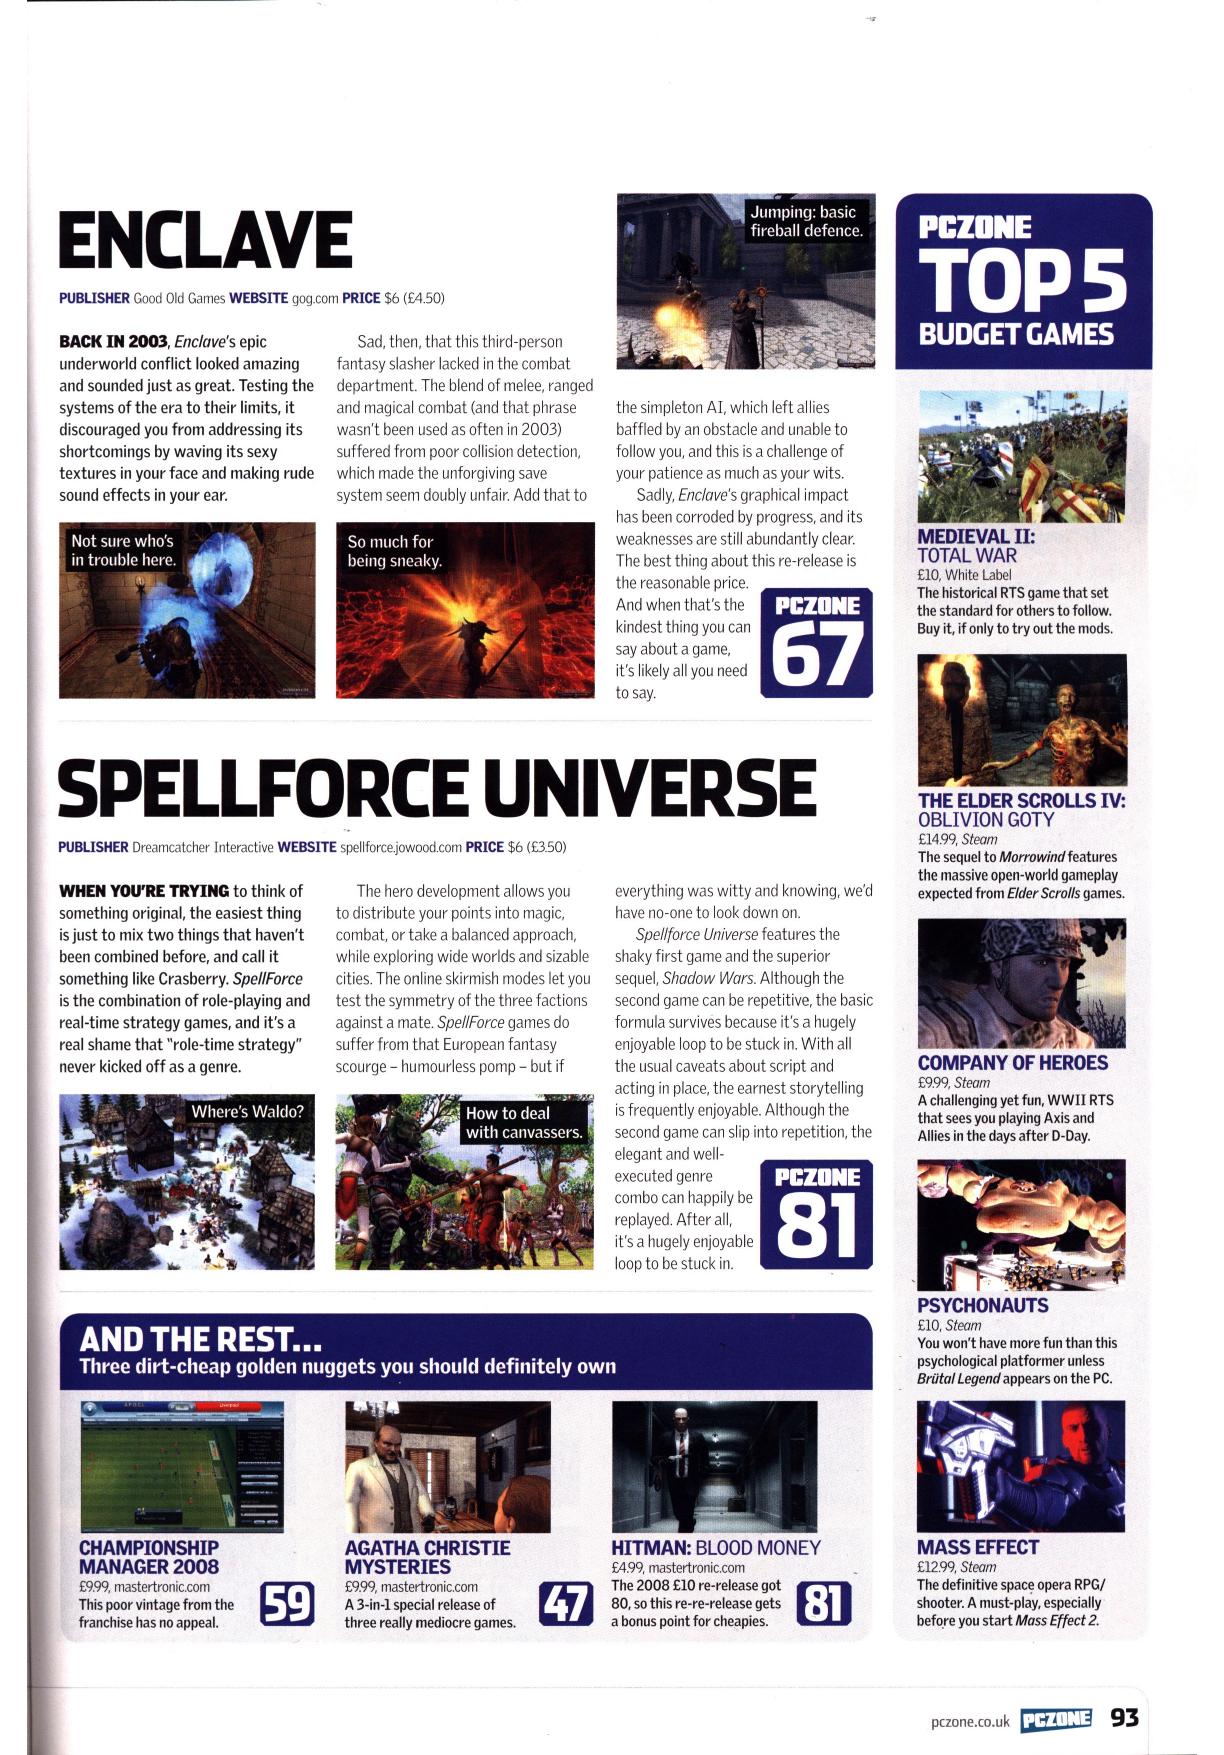 ENCLAVE
PUBLISHER Good Old Games WEBSITE gog.com PRICE $6 (£4.50)
BACK IN 2003, Enclave's epic
underworld conflict looked amazing
and sounded just as great. Testing the
systems of the era to their limits, it
discouraged you from addressing its
shortcomings by waving its sexy
textures in your face and making rude
sound effects in your ear.
Not sure who's
in trouble here.
Sad, then, that this third-person
fantasy slasher lacked in the combat
department. The blend of melee, ranged
and magical combat (and that phrase
wasn't been used as often in 2003)
suffered from poor collision detection,
which made the unforgiving save
system seem doubly unfair. Add that to
So much for
being sneaky.
Jumping: basic
fireball defence.
the simpleton AI, which left allies
baffled by an obstacle and unable to
follow you, and this is a challenge of
your patience as much as your wits.
Sadly, Enclave's graphical impact
has been corroded by progress, and its
weaknesses are still abundantly clear.
The best thing about this re-release is
the reasonable price.
And when that's the
kindest thing you can
say about a game,
it's likely all you need
to say.
PCZONE
67
SPELLFORCE UNIVERSE
PUBLISHER Dreamcatcher Interactive WEBSITE spellforce.jowood.com PRICE $6 (£3.50)
WHEN YOU'RE TRYING to think of
something original, the easiest thing
is just to mix two things that haven't
been combined before, and call it
something like Crasberry. SpellForce
is the combination of role-playing and
real-time strategy games, and it's a
real shame that "role-time strategy"
never kicked off as a genre.
Where's Waldo?
The hero development allows you
to distribute your points into magic,
combat, or take a balanced approach,
while exploring wide worlds and sizable
cities. The online skirmish modes let you
test the symmetry of the three factions
against a mate. SpellForce games do
suffer from that European fantasy
scourge – humourless pomp – but if
How to deal
with canvassers.
everything was witty and knowing, we'd
have no-one to look down on.
Spellforce Universe features the
shaky first game and the superior
sequel, Shadow Wars. Although the
second game can be repetitive, the basic
formula survives because it's a hugely
enjoyable loop to be stuck in. With all
the usual caveats about script and
acting in place, the earnest storytelling
is frequently enjoyable. Although the
second game can slip into repetition, the
elegant and well-
executed genre
combo can happily be
replayed. After all,
it's a hugely enjoyable
loop to be stuck in.
PCZONE
81
AND THE REST...
Three dirt-cheap golden nuggets you should definitely own
APOEL
Liverpool
CHAMPIONSHIP
MANAGER 2008
£9.99, mastertronic.com
This poor vintage from the
franchise has no appeal.
59
AGATHA CHRISTIE
MYSTERIES
£9.99, mastertronic.com
A 3-in-1 special release of
three really mediocre games.
47
HITMAN: BLOOD MONEY
£4.99, mastertronic.com
The 2008 £10 re-release got
80, so this re-re-release gets
a bonus point for cheapies.
81
PCZONE
TOP 5
BUDGET GAMES
MEDIEVAL II:
TOTAL WAR
£10, White Label
The historical RTS game that set
the standard for others to follow.
Buy it, if only to try out the mods.
THE ELDER SCROLLS IV:
OBLIVION GOTY
£14.99, Steam
The sequel to Morrowind features
the massive open-world gameplay
expected from Elder Scrolls games.
COMPANY OF HEROES
£9.99, Steam
A challenging yet fun, WWII RTS
that sees you playing Axis and
Allies in the days after D-Day.
PSYCHONAUTS
£10, Steam
You won't have more fun than this
psychological platformer unless
Brütal Legend appears on the PC.
MASS EFFECT
£12.99, Steam
The definitive space opera RPG/
shooter. A must-play, especially
before you start Mass Effect 2.
pczone.co.uk PCZONE 93